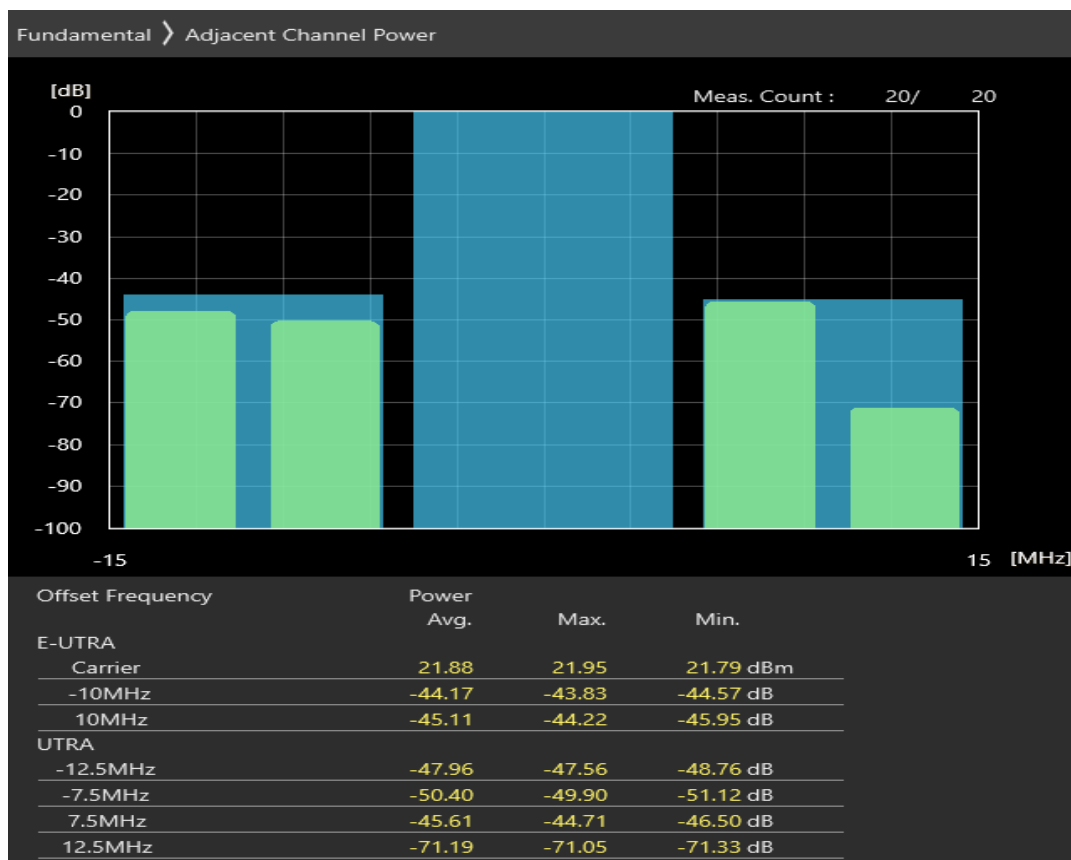 Fundamental 〉 Adjacent Channel Power
[dB]
Meas. Count : 20/ 20
0
-10
-20
-30
-40
-50
-60
-70
-80
-90
-100
-15 15 [MHz]
Offset Frequency Power
Avg. Max. Min.
E-UTRA
Carrier 21.88 21.95 21.79 dBm
-10MHz -44.17 -43.83 -44.57 dB
10MHz -45.11 -44.22 -45.95 dB
UTRA
-12.5MHz -47.96 -47.56 -48.76 dB
-7.5MHz -50.40 -49.90 -51.12 dB
7.5MHz -45.61 -44.71 -46.50 dB
12.5MHz -71.19 -71.05 -71.33 dB